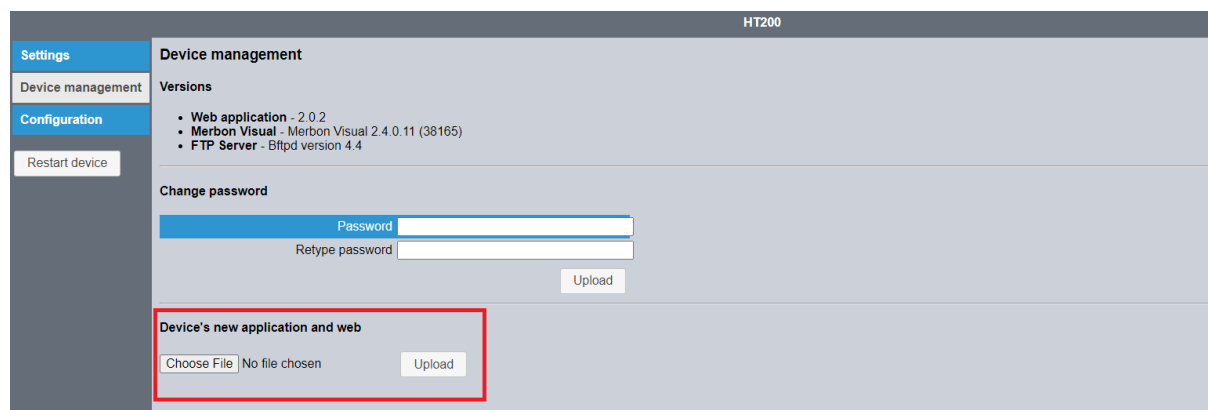 HT200
Settings
Device management
Configuration
Restart device
Device management
Versions
• Web application - 2.0.2
• Merbon Visual - Merbon Visual 2.4.0.11 (38165)
• FTP Server - Bftpd version 4.4
Change password
Password
Retype password
Upload
Device's new application and web
Choose File No file chosen Upload